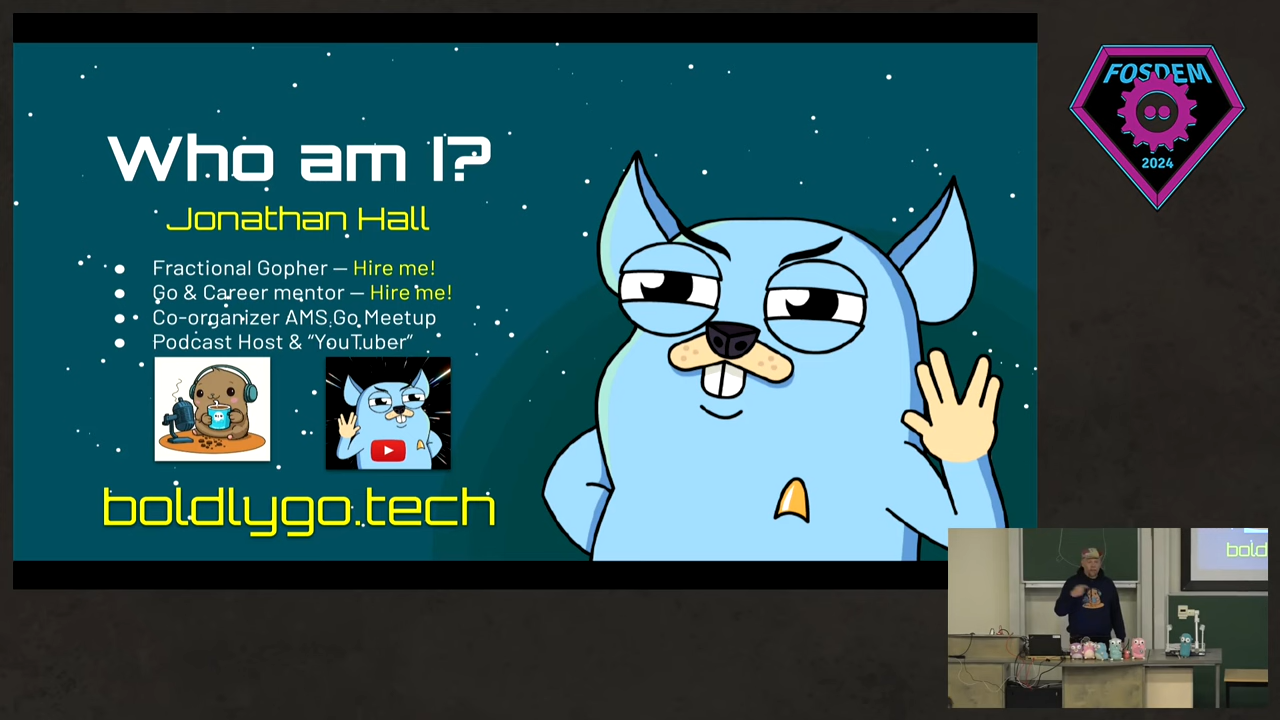 Who am I?
Jonathan Hall
● Fractional Gopher — Hire me!
● Go & Career mentor — Hire me!
● Co-organizer AMS Go Meetup
● Podcast Host & “YouTuber”
boldlygo.tech
FOSDEM
2024
bold